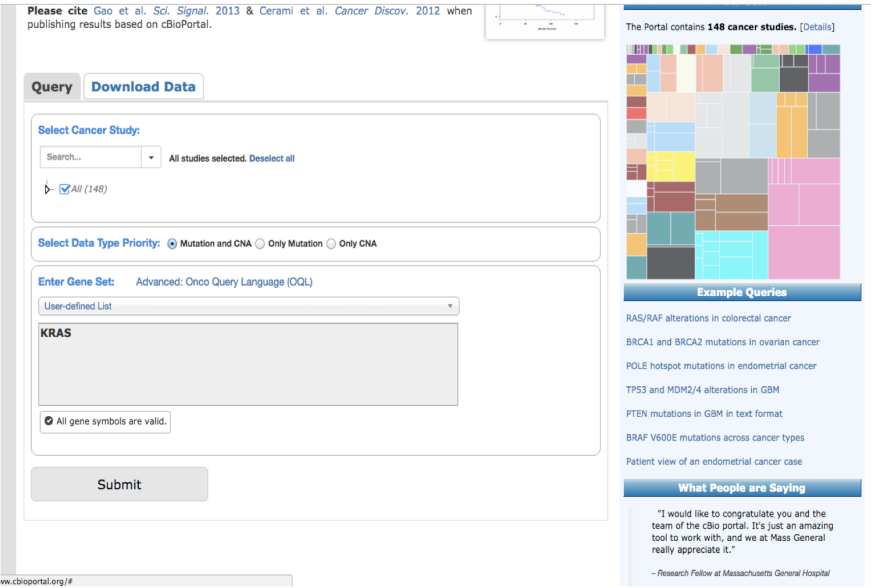 Please cite Gao et al. Sci. Signal. 2013 & Cerami et al. Cancer Discov. 2012 when
publishing results based on cBioPortal.
Query
Download Data
Select Cancer Study:
Search...
All studies selected. Deselect all
All (148)
Select Data Type Priority:
Mutation and CNA
Only Mutation
Only CNA
Enter Gene Set:
Advanced: Onco Query Language (OQL)
User-defined List
KRAS
All gene symbols are valid.
Submit
ww.cbioportal.org/#
The Portal contains 148 cancer studies. [Details]
Example Queries
RAS/RAF alterations in colorectal cancer
BRCA1 and BRCA2 mutations in ovarian cancer
POLE hotspot mutations in endometrial cancer
TP53 and MDM2/4 alterations in GBM
PTEN mutations in GBM in text format
BRAF V600E mutations across cancer types
Patient view of an endometrial cancer case
What People are Saying
"I would like to congratulate you and the
team of the cBio portal. It's just an amazing
tool to work with, and we at Mass General
really appreciate it."
– Research Fellow at Massachusetts General Hospital